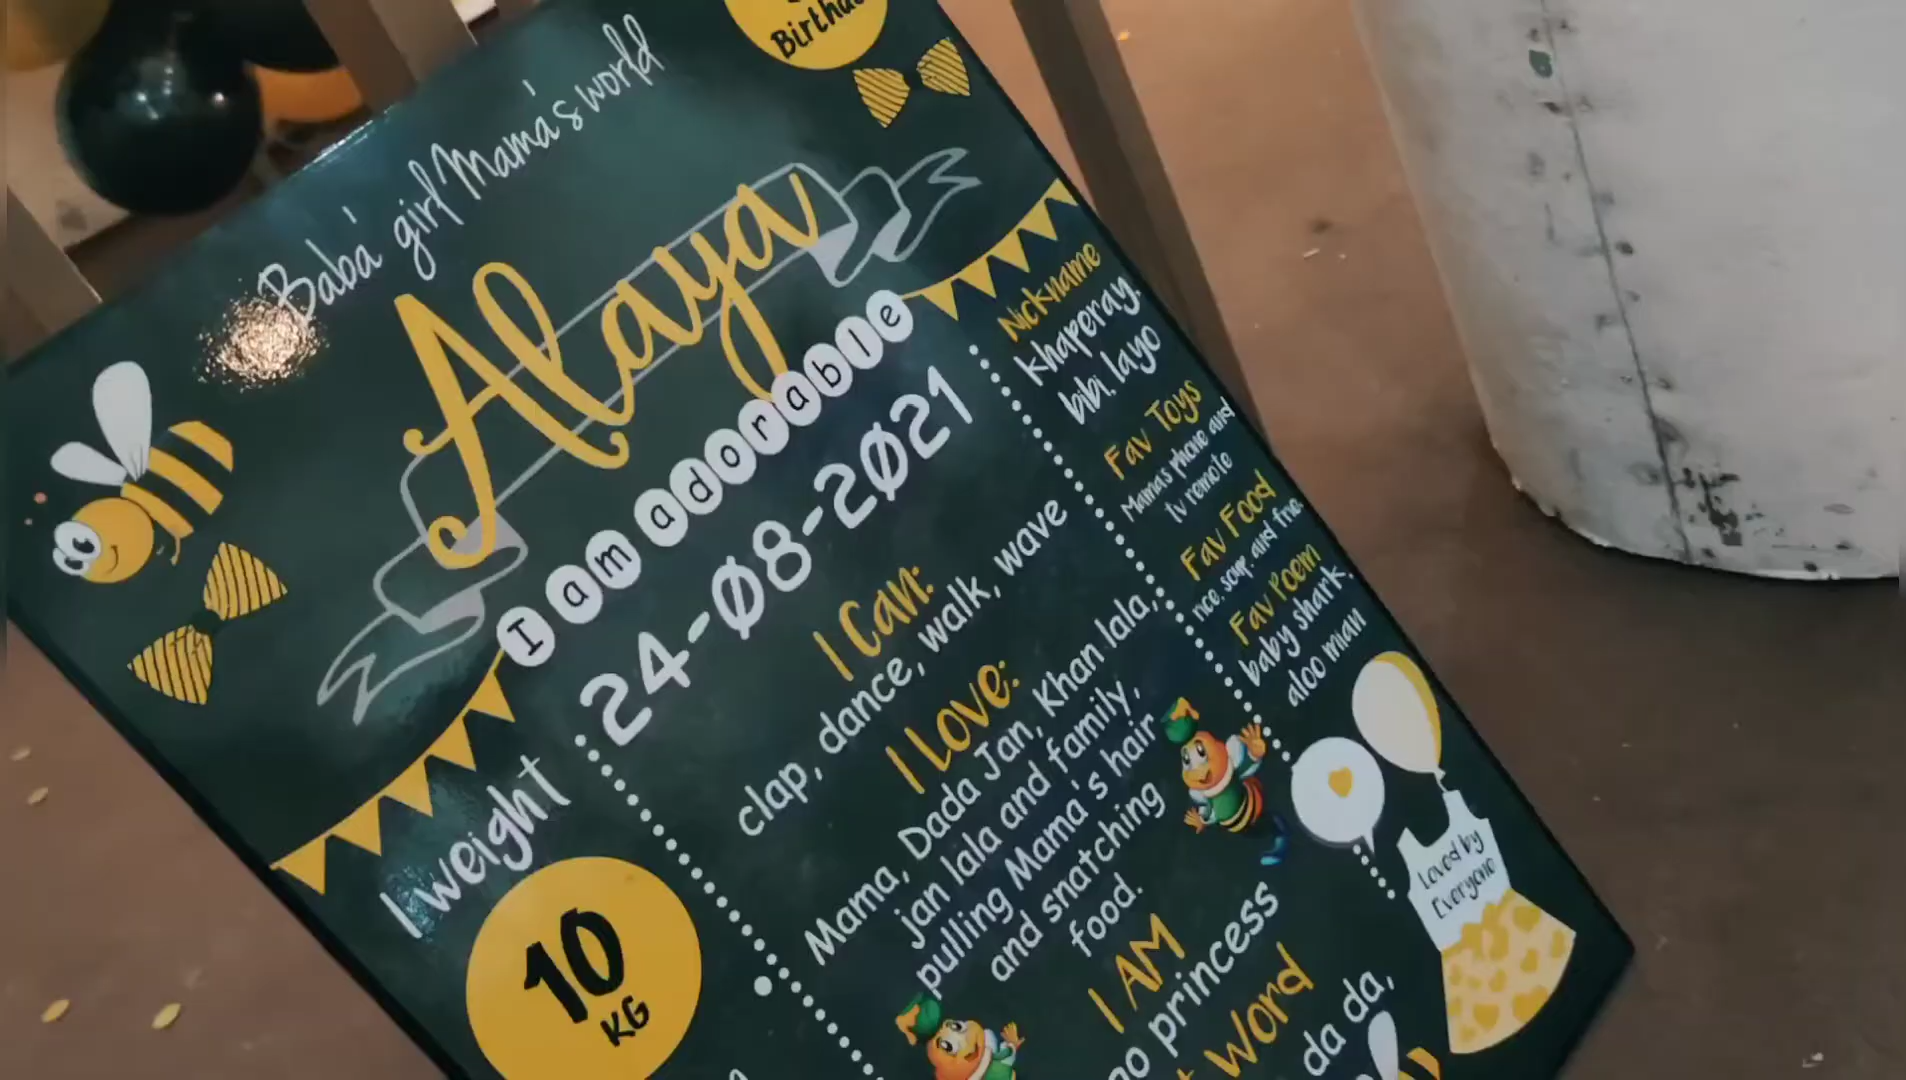 Birthda
Baba' girl Mama's world
Alaya
I am adorable
24-08-2021
I weight
10
KG
I Can:
clap, dance, walk, wave
I Love:
Mama, Dada Jan, Khan lala,
jan lala and family,
pulling Mama's hair
and snatching
food.
I AM
princess
Word
da da,
Nickname
khaperay,
bibi, layo
Fav Toys
Mama's phone and
tv remote
Fav Food
rice, soup, and
Fav Poem
baby shark,
aloo mian
Loved by
Everyone